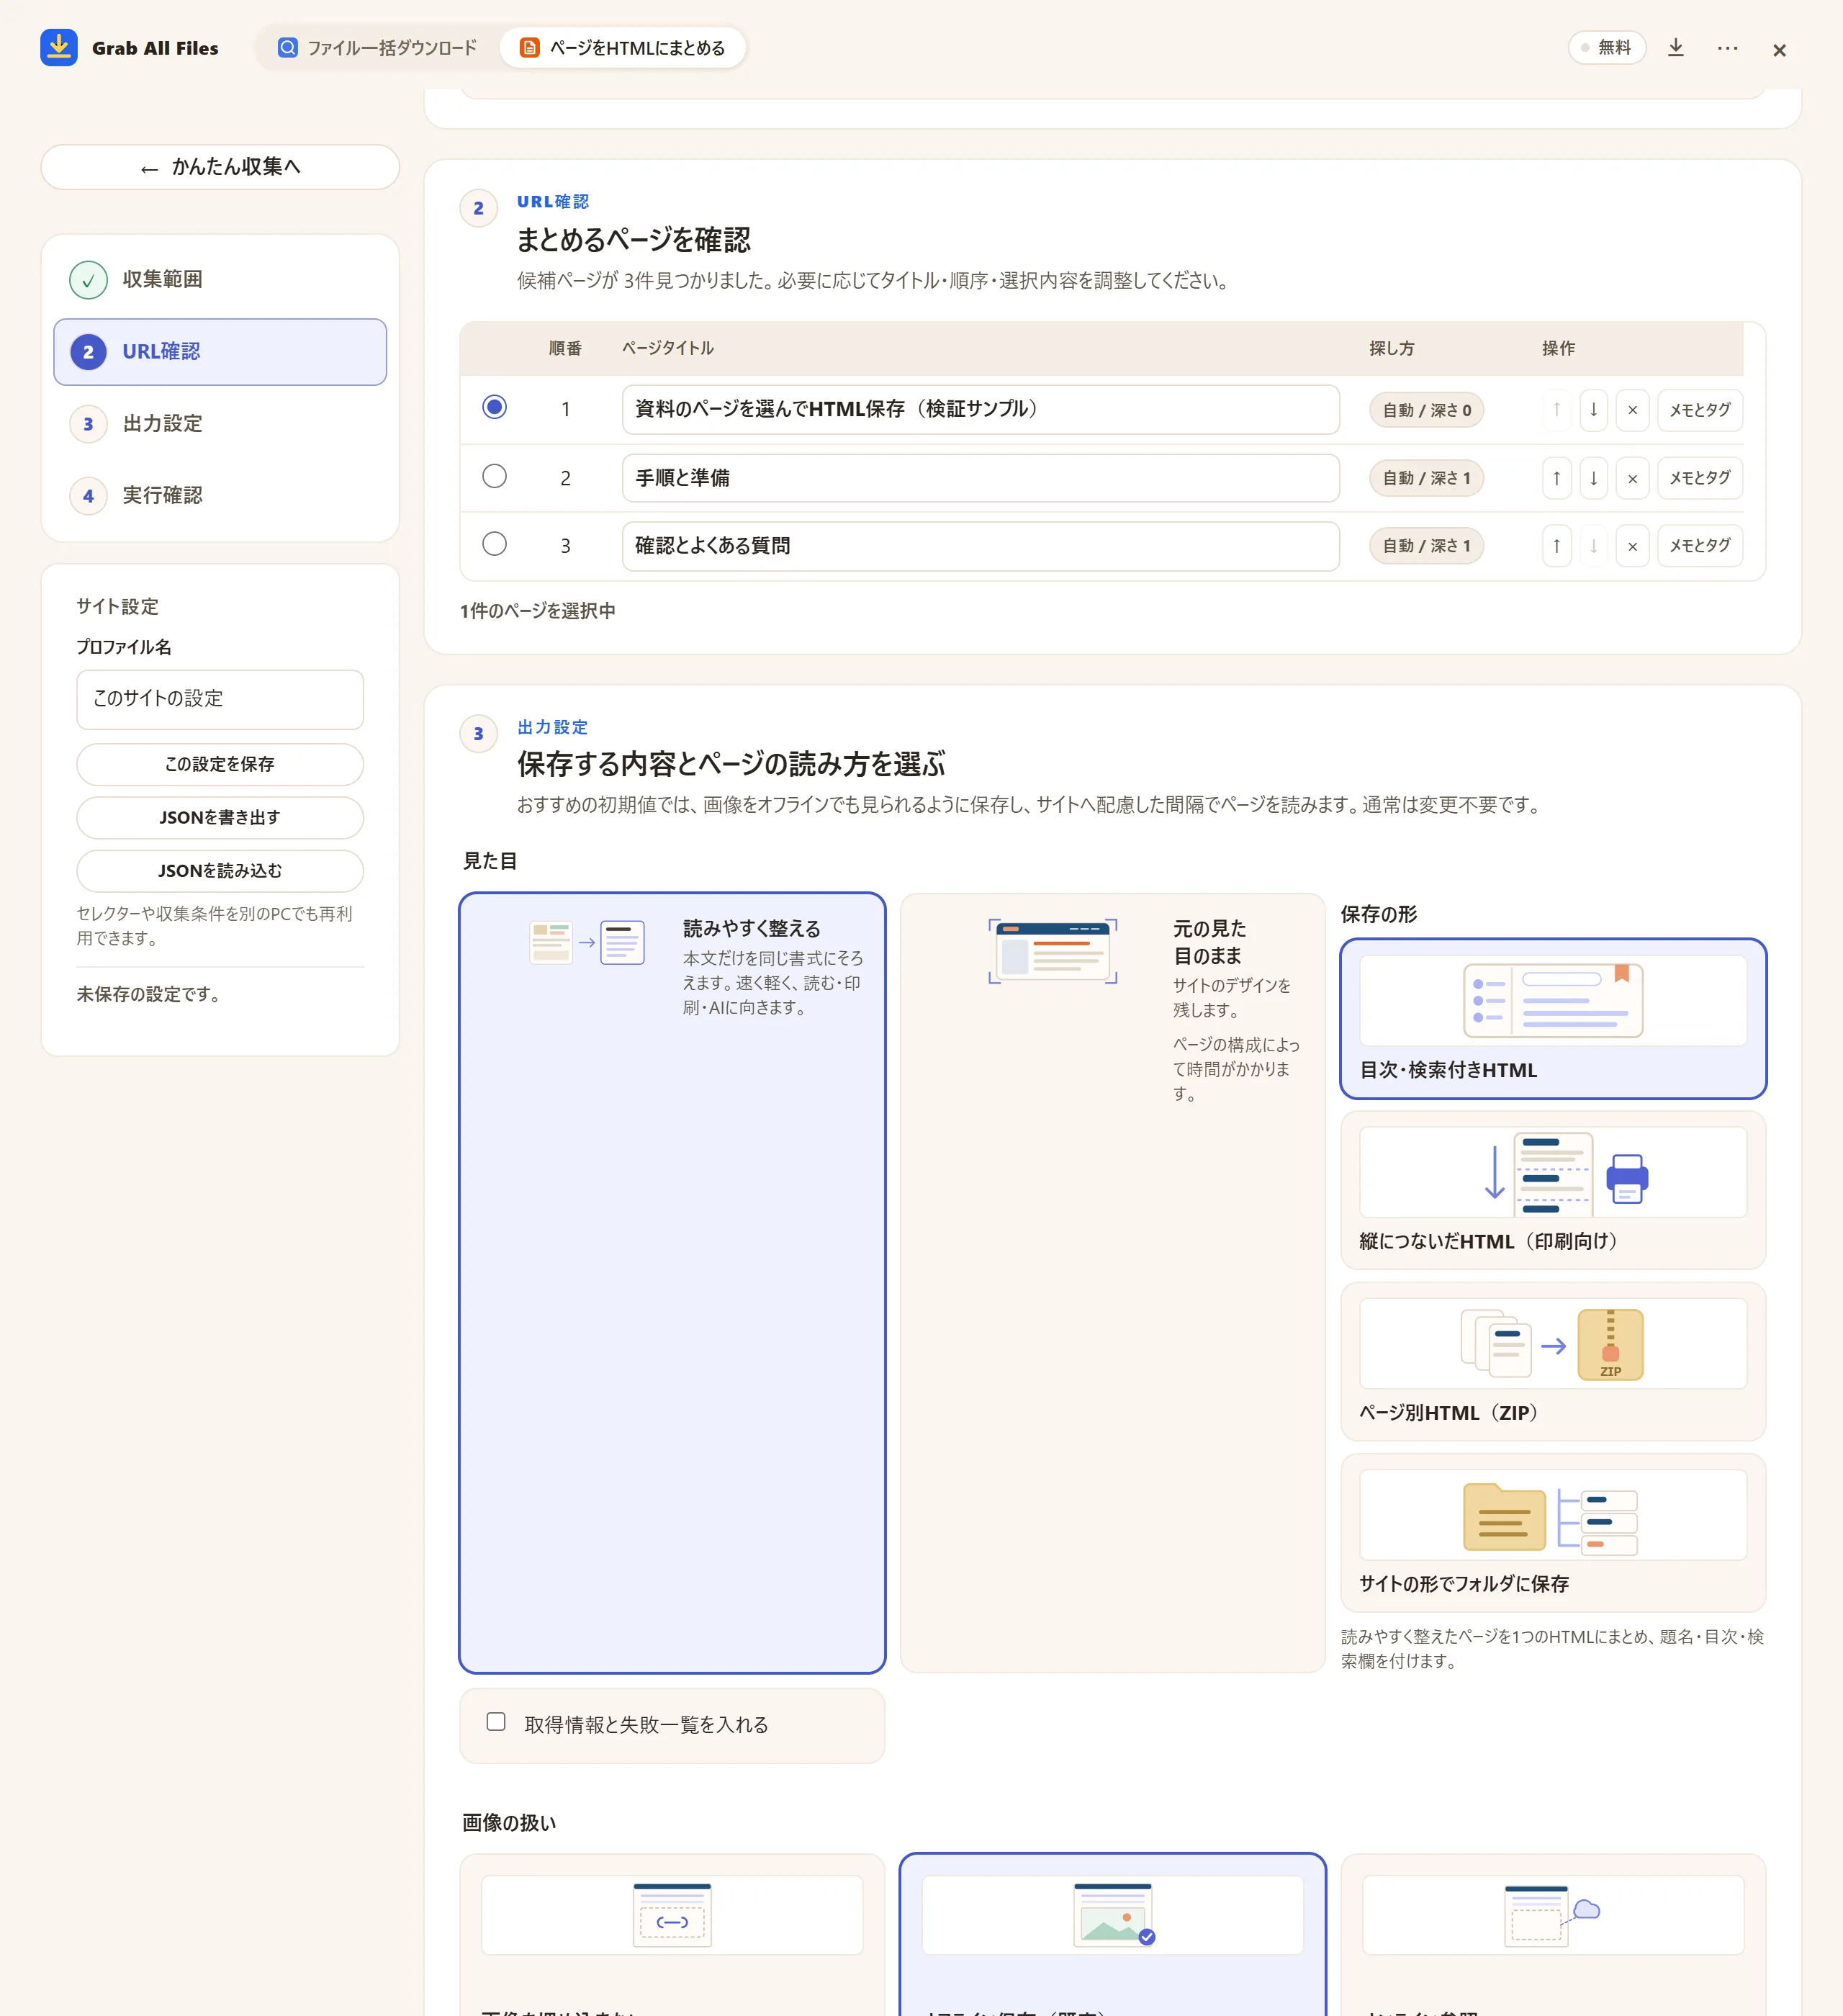 Grab All Files
ファイル一括ダウンロード
ページをHTMLにまとめる
無料
← かんたん収集へ
✓ 収集範囲
2 URL確認
3 出力設定
4 実行確認
サイト設定
プロファイル名
このサイトの設定
この設定を保存
JSONを書き出す
JSONを読み込む
セレクターや収集条件を別のPCでも再利
用できます。
未保存の設定です。
2
URL確認
まとめるページを確認
候補ページが 3件見つかりました。必要に応じてタイトル・順序・選択内容を調整してください。
順番 ページタイトル 探し方 操作
1 資料のページを選んでHTML保存（検証サンプル） 自動 / 深さ 0 ↑ ↓ × メモとタグ
2 手順と準備 自動 / 深さ 1 ↑ ↓ × メモとタグ
3 確認とよくある質問 自動 / 深さ 1 ↑ ↓ × メモとタグ
1件のページを選択中
3
出力設定
保存する内容とページの読み方を選ぶ
おすすめの初期値では、画像をオフラインでも見られるように保存し、サイトへ配慮した間隔でページを読みます。通常は変更不要です。
見た目
読みやすく整える
本文だけを同じ書式にそろ
えます。速く軽く、読む・印
刷・AIに向きます。
元の見た
目のまま
サイトのデザインを
残します。
ページの構成によっ
て時間がかかりま
す。
保存の形
目次・検索付きHTML
縦につないだHTML（印刷向け）
ZIP
ページ別HTML（ZIP）
サイトの形でフォルダに保存
読みやすく整えたページを1つのHTMLにまとめ、題名・目次・検
索欄を付けます。
取得情報と失敗一覧を入れる
画像の扱い